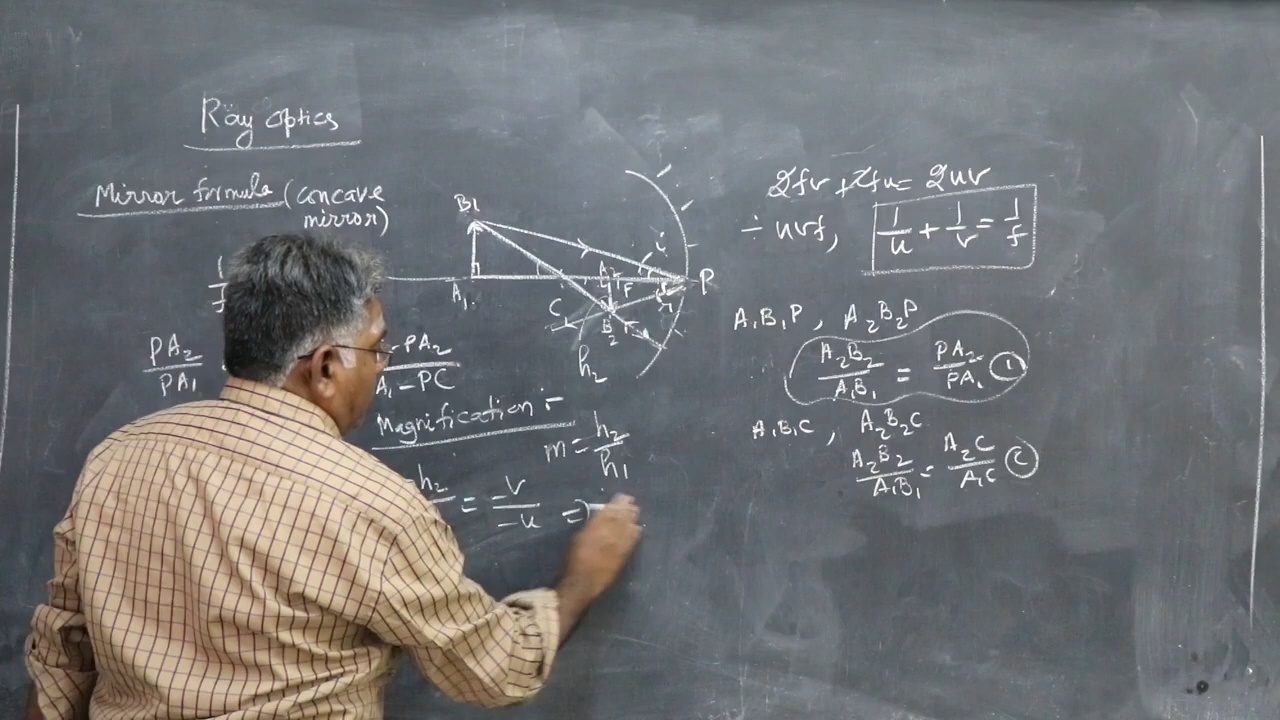 Ray optics
Mirror formula (concave
mirror)
B1
i
A2
A1
F
P
r
C
B2
h2
PA2/PA1
-PA2/A1-PC
Magnification :-
m = h2/h1
h2
= -v/-u =>
2fv + 2fu = 2uv
÷ uvf, 1/u + 1/v = 1/f
A1B1P , A2B2P
A2B2/A1B1 = PA2/PA1 ①
A1B1C , A2B2C
A2B2/A1B1 = A2C/A1C ②